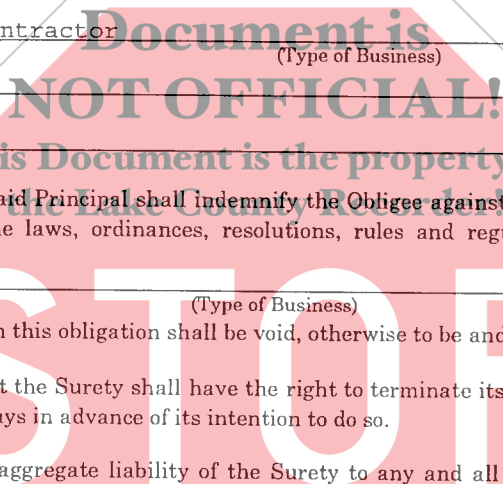 ntractor
Document is
(Type of Business)
NOT OFFICIAL!
is Document is the property
aid Principal shall indemnify the Obligee against
the Lake County Recorder!
e laws, ordinances, resolutions, rules and regu
STOP
(Type of Business)
n this obligation shall be void, otherwise to be and
t the Surety shall have the right to terminate its
ys in advance of its intention to do so.
aggregate liability of the Surety to any and all